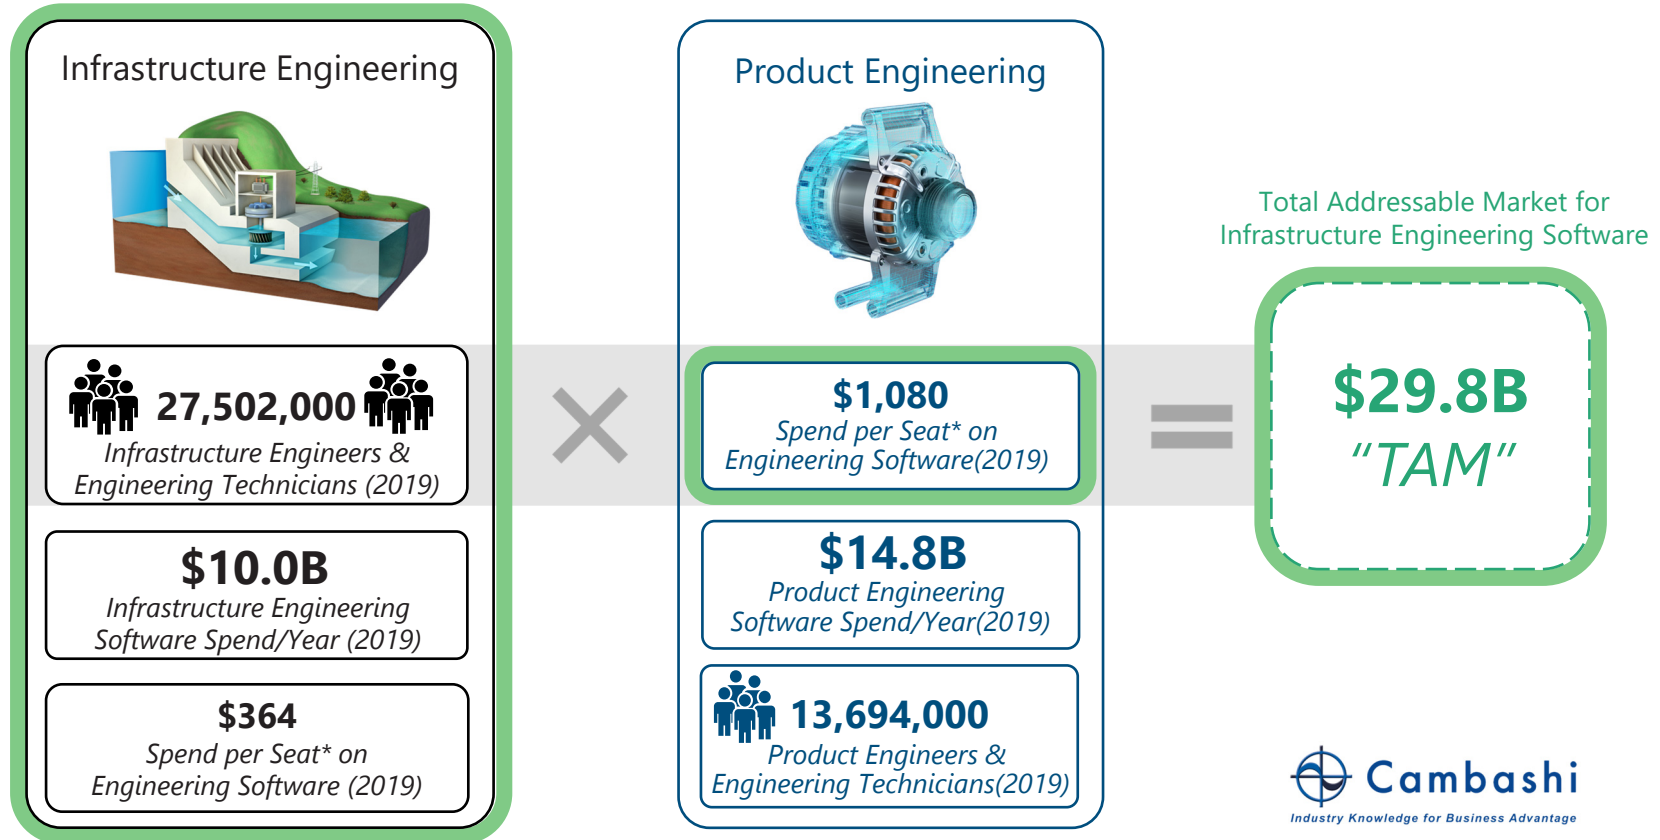 Infrastructure Engineering
27,502,000
Infrastructure Engineers &
Engineering Technicians (2019)
$10.0B
Infrastructure Engineering
Software Spend/Year (2019)
$364
Spend per Seat* on
Engineering Software (2019)
×
Product Engineering
$1,080
Spend per Seat* on
Engineering Software(2019)
$14.8B
Product Engineering
Software Spend/Year(2019)
13,694,000
Product Engineers &
Engineering Technicians(2019)
=
Total Addressable Market for
Infrastructure Engineering Software
$29.8B
“TAM”
Cambashi
Industry Knowledge for Business Advantage